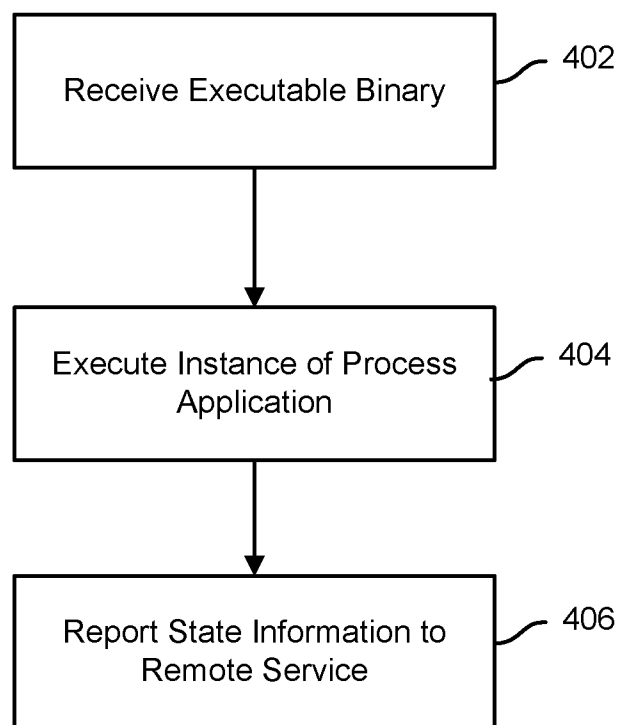 Receive Executable Binary
402
Execute Instance of Process
Application
404
Report State Information to
Remote Service
406